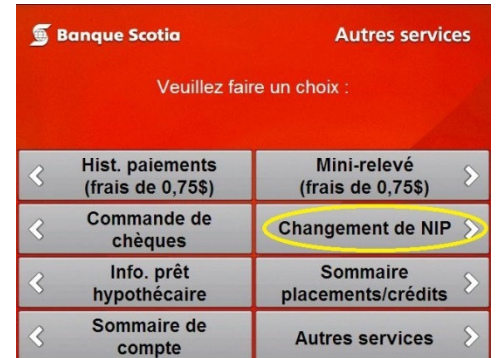 Banque Scotia
Autres services
Veuillez faire un choix :
Hist. paiements
(frais de 0,75$)
Mini-relevé
(frais de 0,75$)
Commande de
chèques
Changement de NIP
Info. prêt
hypothécaire
Sommaire
placements/crédits
Sommaire de
compte
Autres services